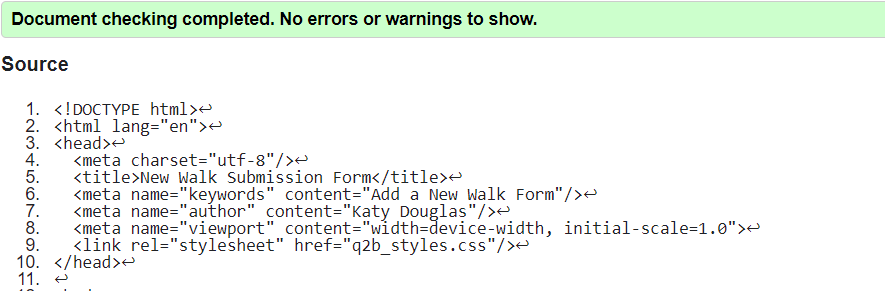 Document checking completed. No errors or warnings to show.
Source
1. <!DOCTYPE html>↩
2. <html lang="en">↩
3. <head>↩
4.   <meta charset="utf-8"/>↩
5.   <title>New Walk Submission Form</title>↩
6.   <meta name="keywords" content="Add a New Walk Form"/>↩
7.   <meta name="author" content="Katy Douglas"/>↩
8.   <meta name="viewport" content="width=device-width, initial-scale=1.0">↩
9.   <link rel="stylesheet" href="q2b_styles.css"/>↩
10. </head>↩
11. ↩